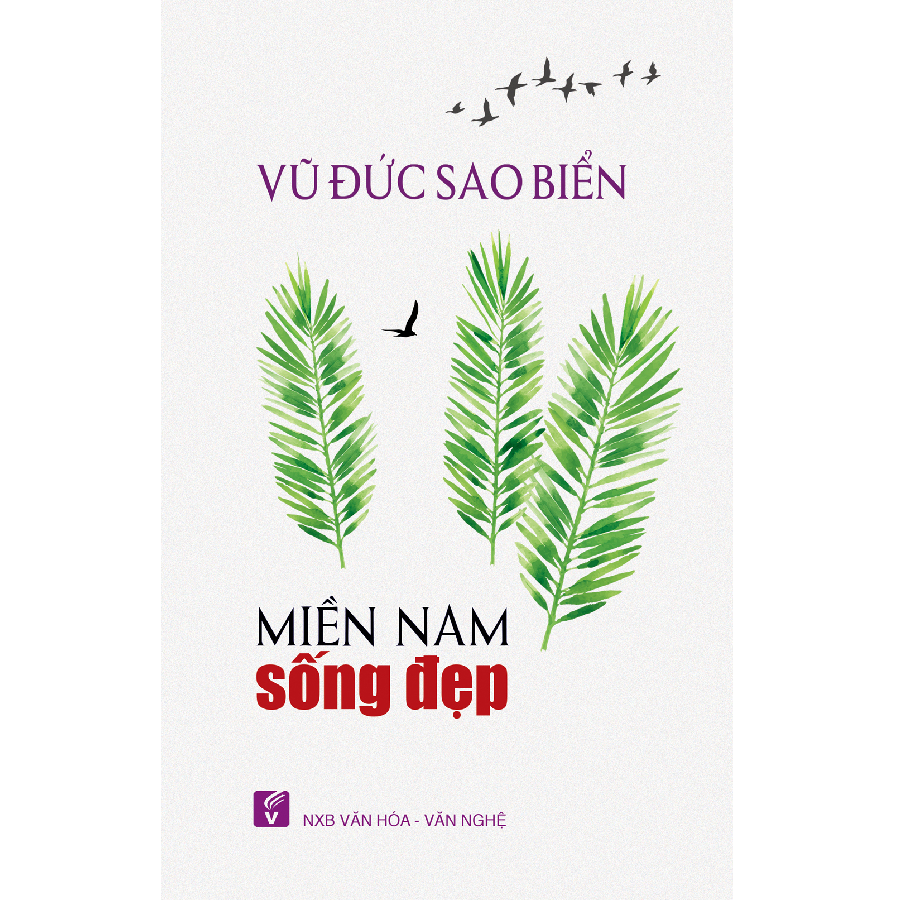 VŨ ĐỨC SAO BIỂN
MIỀN NAM
sống đẹp
V
NXB VĂN HÓA - VĂN NGHỆ